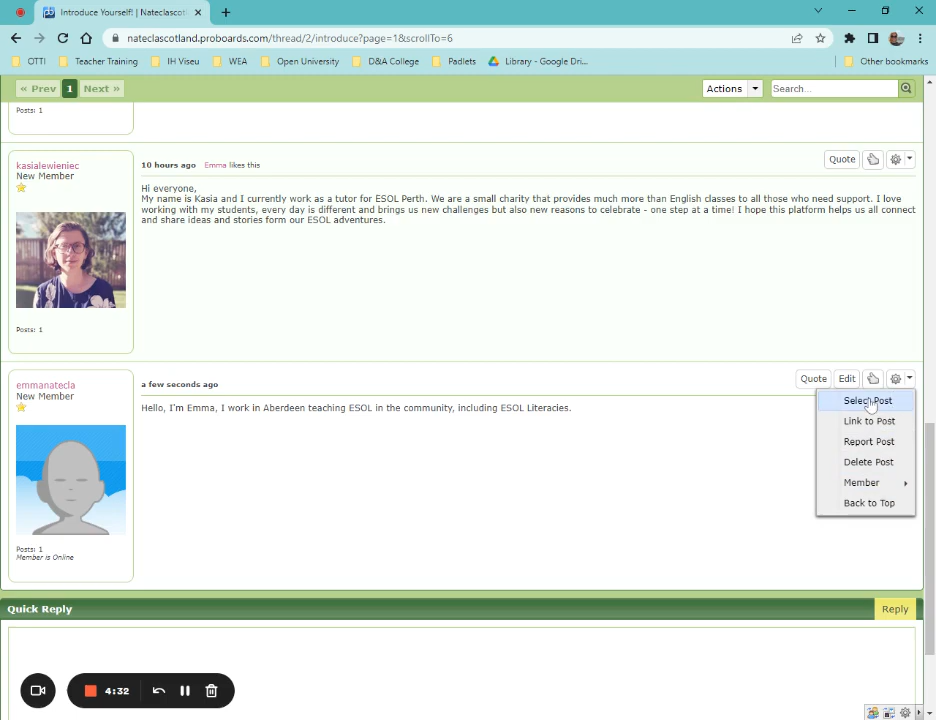 Introduce Yourself! | Nateclascotl
nateclascotland.proboards.com/thread/2/introduce?page=1&scrollTo=6
OTTI
Teacher Training
IH Viseu
WEA
Open University
D&A College
Padlets
Library - Google Dri...
Other bookmarks
« Prev 1 Next »
Actions
Search...
Posts: 1
kasialewieniec
New Member
10 hours ago Emma likes this
Quote
Hi everyone,
My name is Kasia and I currently work as a tutor for ESOL Perth. We are a small charity that provides much more than English classes to all those who need support. I love
working with my students, every day is different and brings us new challenges but also new reasons to celebrate - one step at a time! I hope this platform helps us all connect
and share ideas and stories form our ESOL adventures.
Posts: 1
emmanatecla
New Member
a few seconds ago
Quote Edit
Hello, I'm Emma, I work in Aberdeen teaching ESOL in the community, including ESOL Literacies.
Select Post
Link to Post
Report Post
Delete Post
Member
Back to Top
Posts: 1
Member is Online
Quick Reply
Reply
4:32